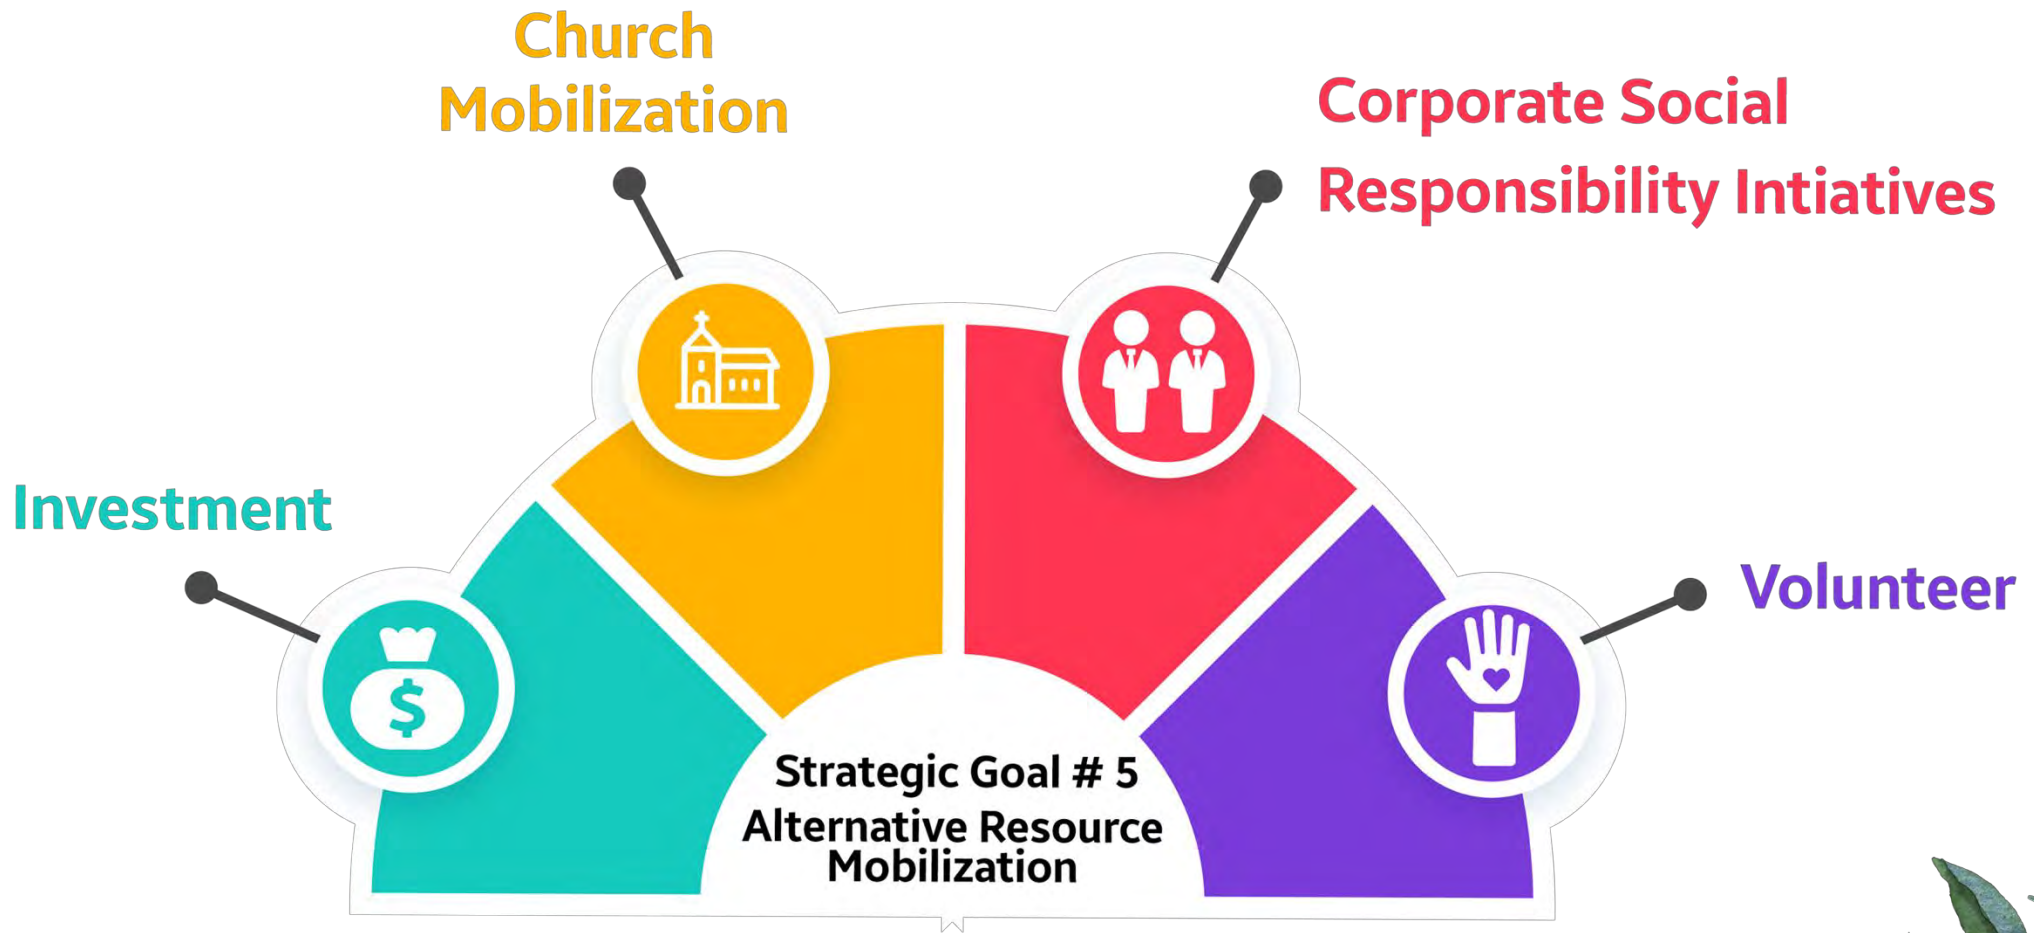 Church
Mobilization
Corporate Social
Responsibility Intiatives
Investment
$
Volunteer
Strategic Goal # 5
Alternative Resource
Mobilization